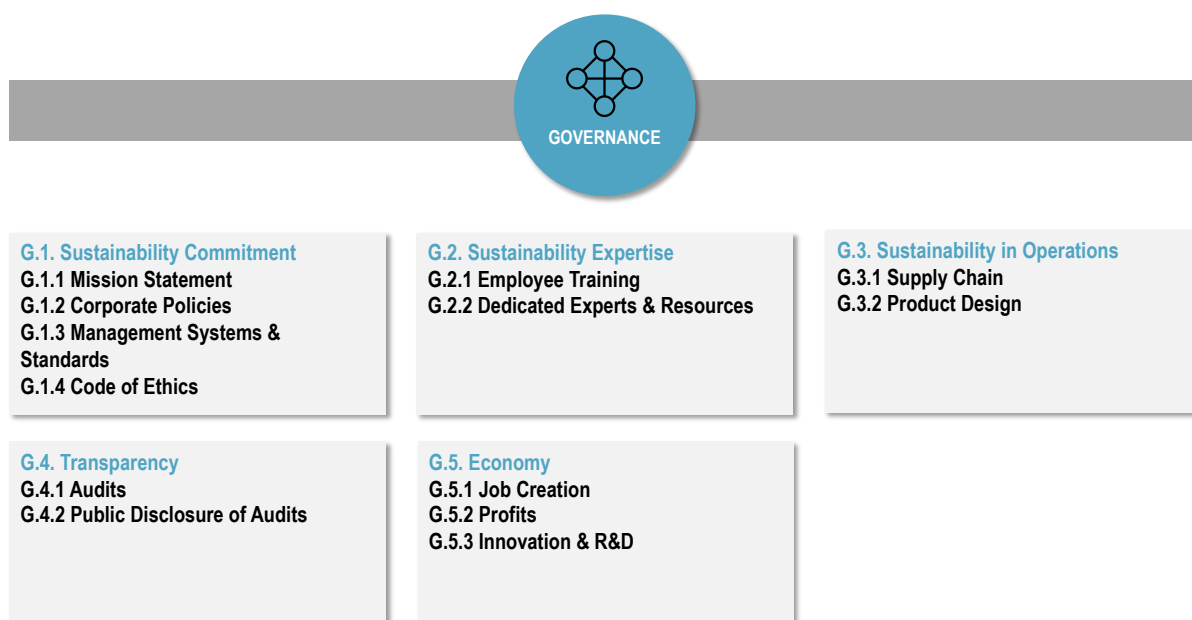 GOVERNANCE
G.1. Sustainability Commitment
G.1.1 Mission Statement
G.1.2 Corporate Policies
G.1.3 Management Systems &
Standards
G.1.4 Code of Ethics
G.2. Sustainability Expertise
G.2.1 Employee Training
G.2.2 Dedicated Experts & Resources
G.3. Sustainability in Operations
G.3.1 Supply Chain
G.3.2 Product Design
G.4. Transparency
G.4.1 Audits
G.4.2 Public Disclosure of Audits
G.5. Economy
G.5.1 Job Creation
G.5.2 Profits
G.5.3 Innovation & R&D